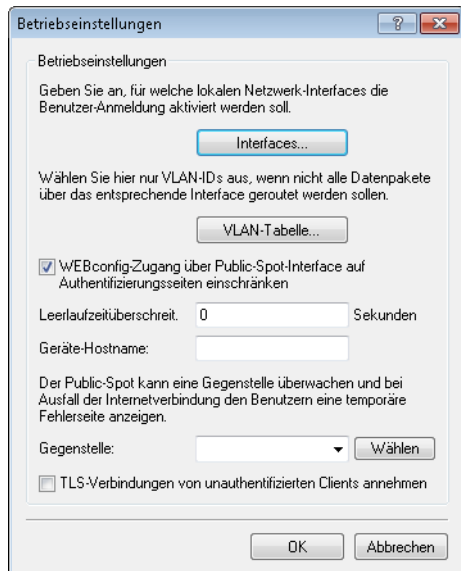 Betriebseinstellungen
?
Betriebseinstellungen
Geben Sie an, für welche lokalen Netzwerk-Interfaces die
Benutzer-Anmeldung aktiviert werden soll.
Interfaces...
Wählen Sie hier nur VLAN-IDs aus, wenn nicht alle Datenpakete
über das entsprechende Interface geroutet werden sollen.
VLAN-Tabelle...
WEBconfig-Zugang über Public-Spot-Interface auf
Authentifizierungsseiten einschränken
Leerlaufzeitüberschreit. 0 Sekunden
Geräte-Hostname:
Der Public-Spot kann eine Gegenstelle überwachen und bei
Ausfall der Internetverbindung den Benutzern eine temporäre
Fehlerseite anzeigen.
Gegenstelle: Wählen
TLS-Verbindungen von unauthentifizierten Clients annehmen
OK Abbrechen